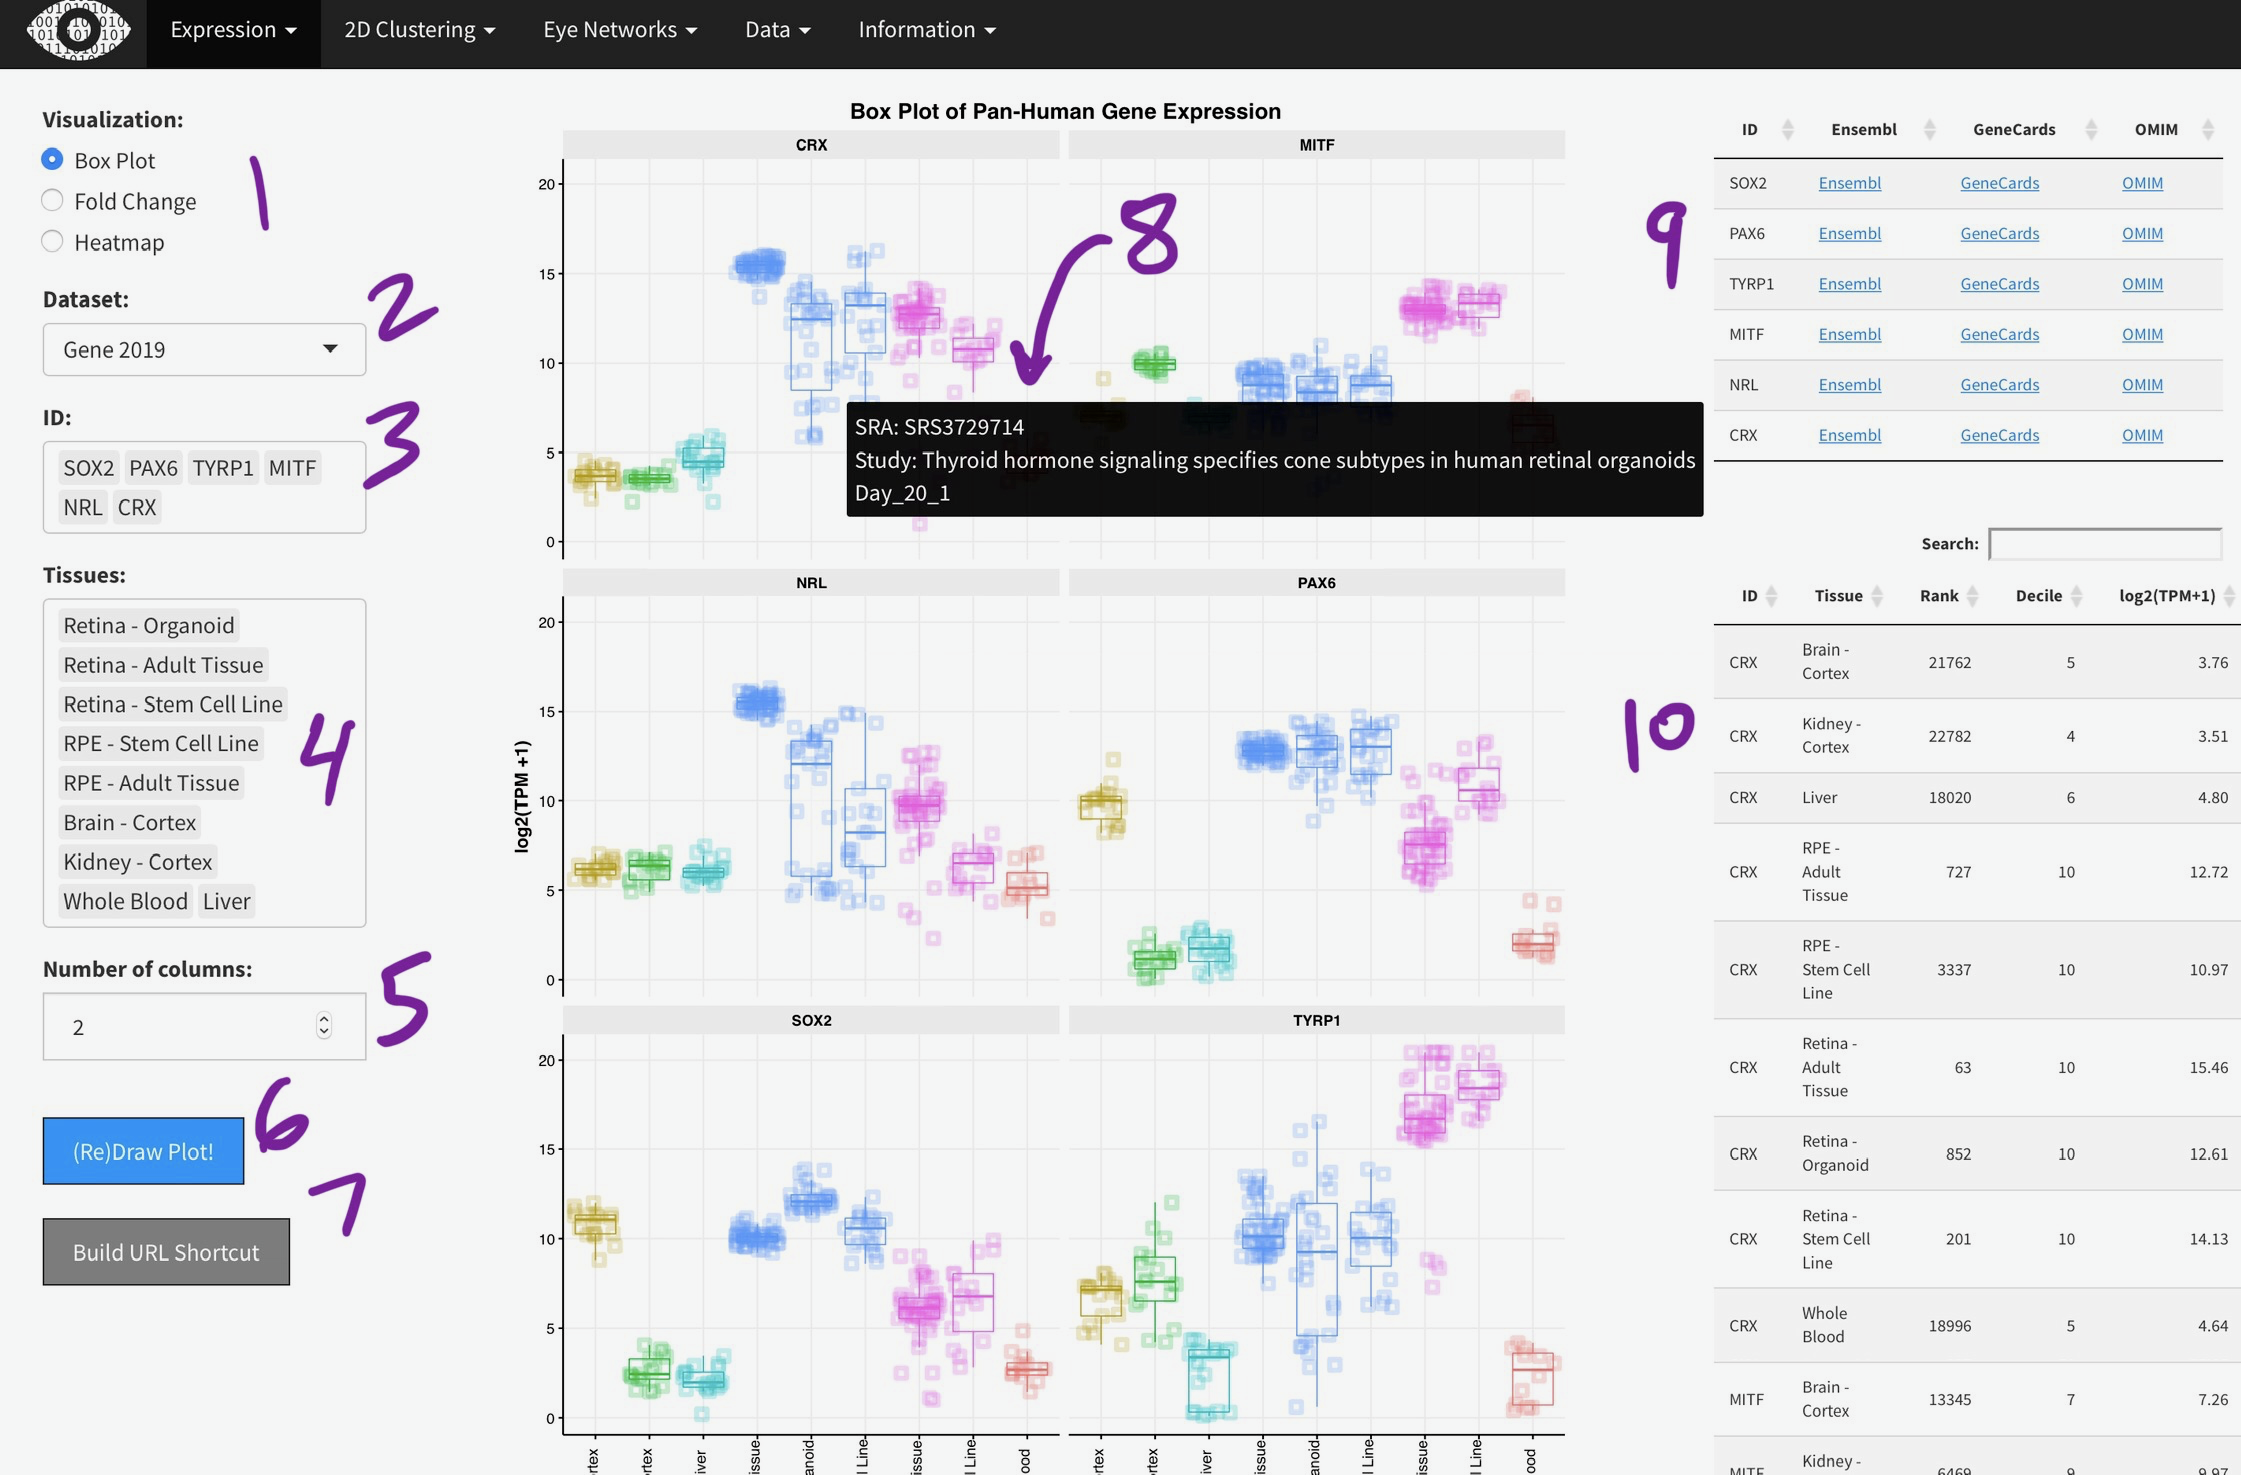 Expression
2D Clustering
Eye Networks
Data
Information
Visualization:
Box Plot
Fold Change
Heatmap
1
Dataset:
Gene 2019
2
ID:
SOX2 PAX6 TYRP1 MITF
NRL CRX
3
Tissues:
Retina - Organoid
Retina - Adult Tissue
Retina - Stem Cell Line
RPE - Stem Cell Line
RPE - Adult Tissue
Brain - Cortex
Kidney - Cortex
Whole Blood Liver
4
Number of columns:
2
5
(Re)Draw Plot!
6
Build URL Shortcut
7
Box Plot of Pan-Human Gene Expression
log2(TPM +1)
CRX
MITF
20
15
10
5
0
8
SRA: SRS3729714
Study: Thyroid hormone signaling specifies cone subtypes in human retinal organoids
Day_20_1
NRL
PAX6
20
15
10
5
0
SOX2
TYRP1
20
15
10
5
0
9
ID Ensembl GeneCards OMIM
SOX2 Ensembl GeneCards OMIM
PAX6 Ensembl GeneCards OMIM
TYRP1 Ensembl GeneCards OMIM
MITF Ensembl GeneCards OMIM
NRL Ensembl GeneCards OMIM
CRX Ensembl GeneCards OMIM
Search:
10
ID Tissue Rank Decile log2(TPM+1)
CRX Brain - Cortex 21762 5 3.76
CRX Kidney - Cortex 22782 4 3.51
CRX Liver 18020 6 4.80
CRX RPE - Adult Tissue 727 10 12.72
CRX RPE - Stem Cell Line 3337 10 10.97
CRX Retina - Adult Tissue 63 10 15.46
CRX Retina - Organoid 852 10 12.61
CRX Retina - Stem Cell Line 201 10 14.13
CRX Whole Blood 18996 5 4.64
MITF Brain - Cortex 13345 7 7.26
MITF Kidney - 6469 9 9.97